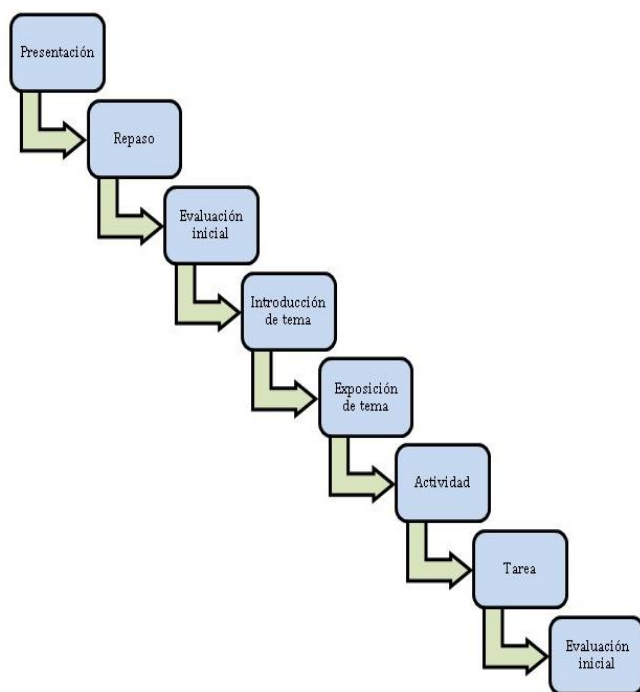 Presentación
Repaso
Evaluación
inicial
Introducción
de tema
Exposición
de tema
Actividad
Tarea
Evaluación
inicial